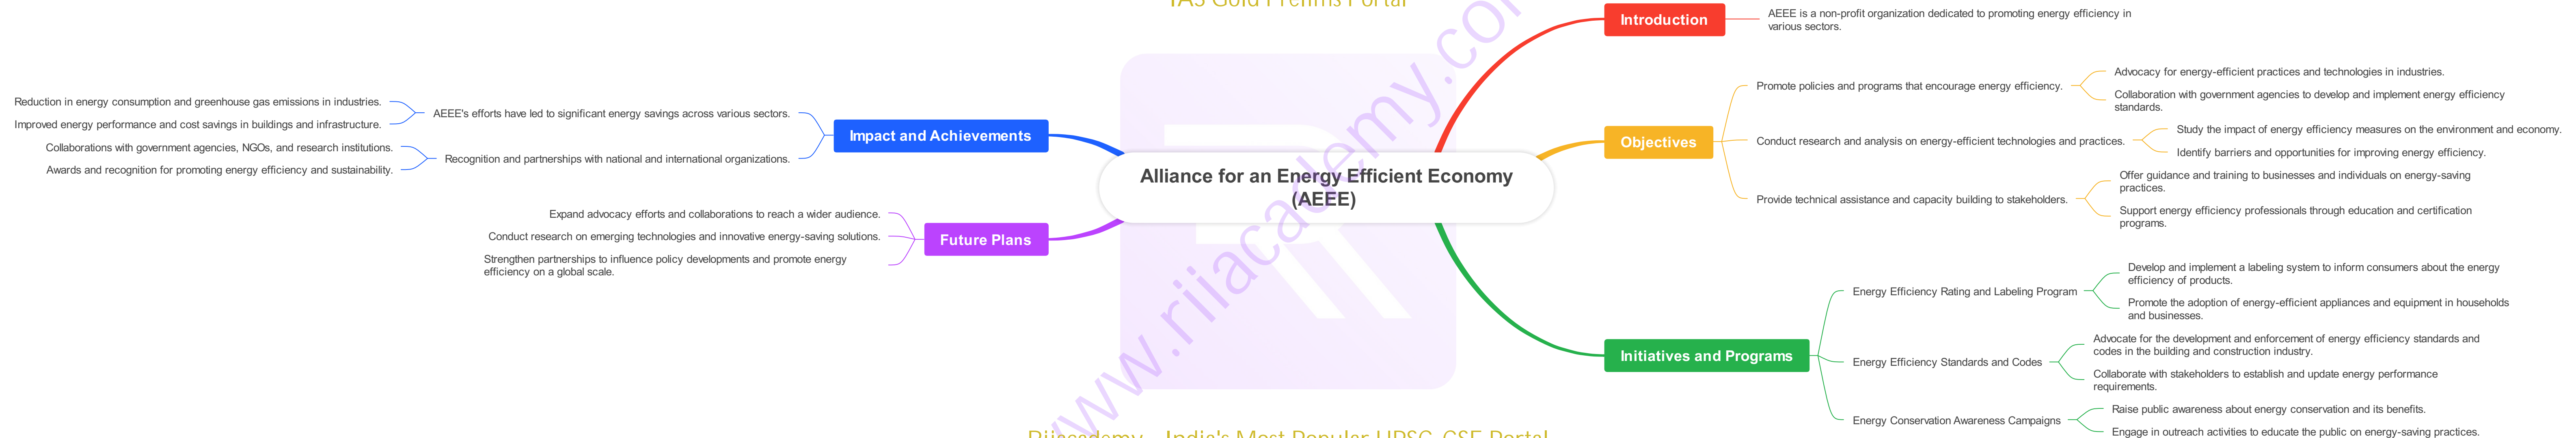 IAS Gold Prelims Portal
Alliance for an Energy Efficient Economy
(AEEE)
Introduction
AEEE is a non-profit organization dedicated to promoting energy efficiency in
various sectors.
Objectives
Promote policies and programs that encourage energy efficiency.
Advocacy for energy-efficient practices and technologies in industries.
Collaboration with government agencies to develop and implement energy efficiency
standards.
Conduct research and analysis on energy-efficient technologies and practices.
Study the impact of energy efficiency measures on the environment and economy.
Identify barriers and opportunities for improving energy efficiency.
Provide technical assistance and capacity building to stakeholders.
Offer guidance and training to businesses and individuals on energy-saving
practices.
Support energy efficiency professionals through education and certification
programs.
Initiatives and Programs
Energy Efficiency Rating and Labeling Program
Develop and implement a labeling system to inform consumers about the energy
efficiency of products.
Promote the adoption of energy-efficient appliances and equipment in households
and businesses.
Energy Efficiency Standards and Codes
Advocate for the development and enforcement of energy efficiency standards and
codes in the building and construction industry.
Collaborate with stakeholders to establish and update energy performance
requirements.
Energy Conservation Awareness Campaigns
Raise public awareness about energy conservation and its benefits.
Engage in outreach activities to educate the public on energy-saving practices.
Impact and Achievements
AEEE's efforts have led to significant energy savings across various sectors.
Reduction in energy consumption and greenhouse gas emissions in industries.
Improved energy performance and cost savings in buildings and infrastructure.
Recognition and partnerships with national and international organizations.
Collaborations with government agencies, NGOs, and research institutions.
Awards and recognition for promoting energy efficiency and sustainability.
Future Plans
Expand advocacy efforts and collaborations to reach a wider audience.
Conduct research on emerging technologies and innovative energy-saving solutions.
Strengthen partnerships to influence policy developments and promote energy
efficiency on a global scale.
www.riiacademy.com
Riiacademy - India's Most Popular UPSC-CSE Portal